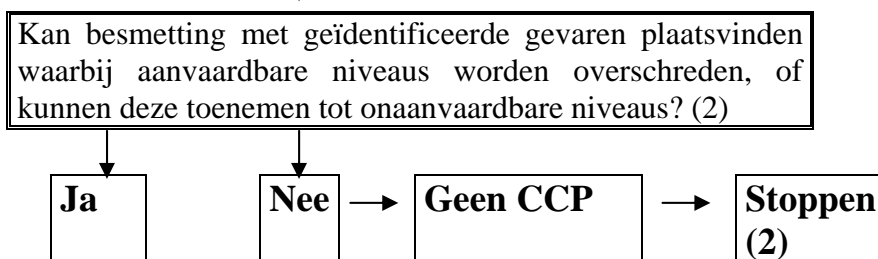 Kan besmetting met geïdentificeerde gevaren plaatsvinden
waarbij aanvaardbare niveaus worden overschreden, of
kunnen deze toenemen tot onaanvaardbare niveaus? (2)
Ja
Nee
Geen CCP
Stoppen
(2)